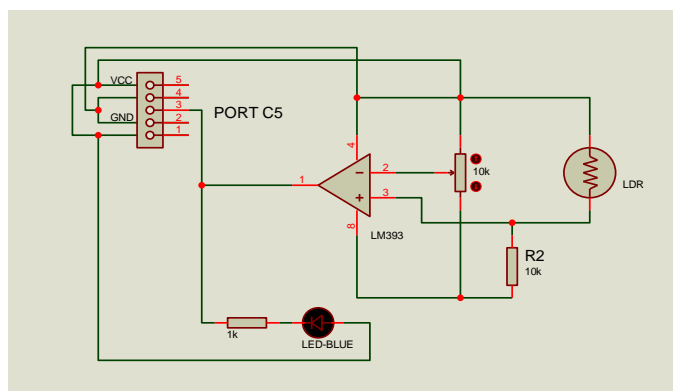 VCC
5
4
3
GND
2
1
PORT C5
4
2
10k
1
3
LDR
8
LM393
R2
10k
1k
LED-BLUE